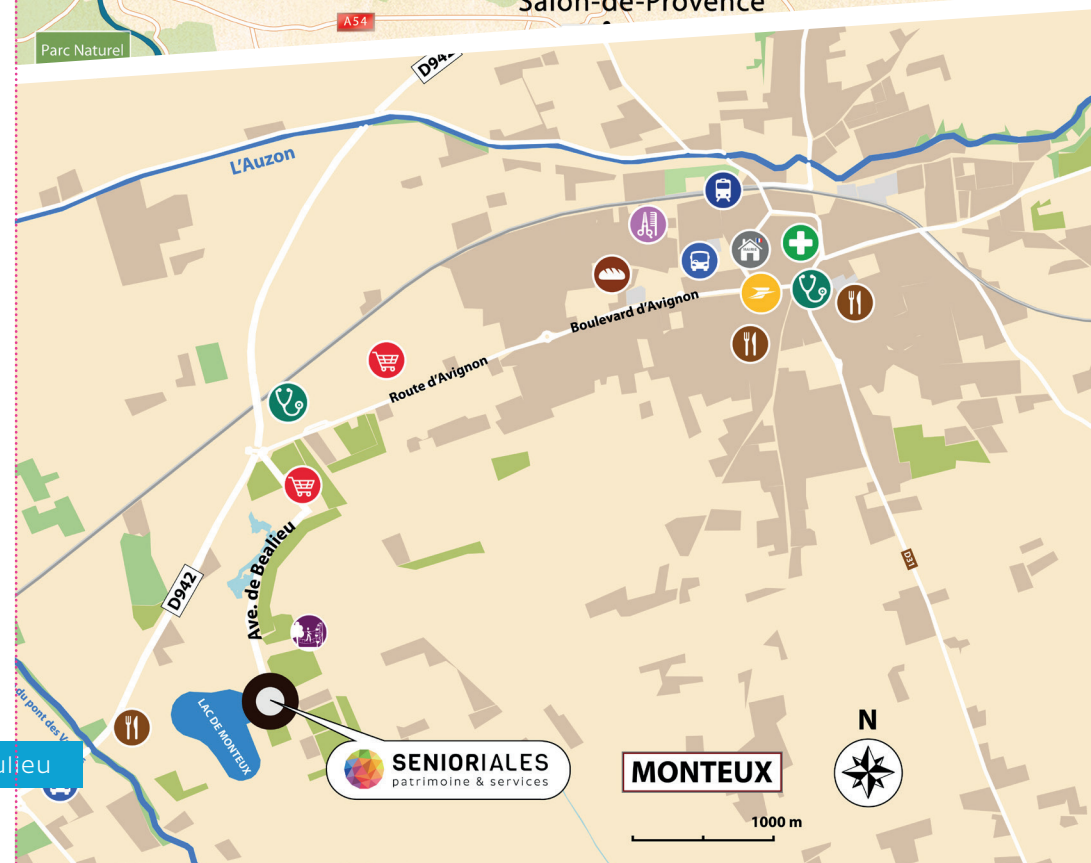 Salon-de-Provence
A54
Parc Naturel
D942
L'Auzon
MAIRIE
Boulevard d'Avignon
Route d'Avignon
Ave. de Bealieu
D942
D31
du pont des
LAC DE MONTEUX
ulieu
SENIORIALES
patrimoine & services
MONTEUX
N
1000 m